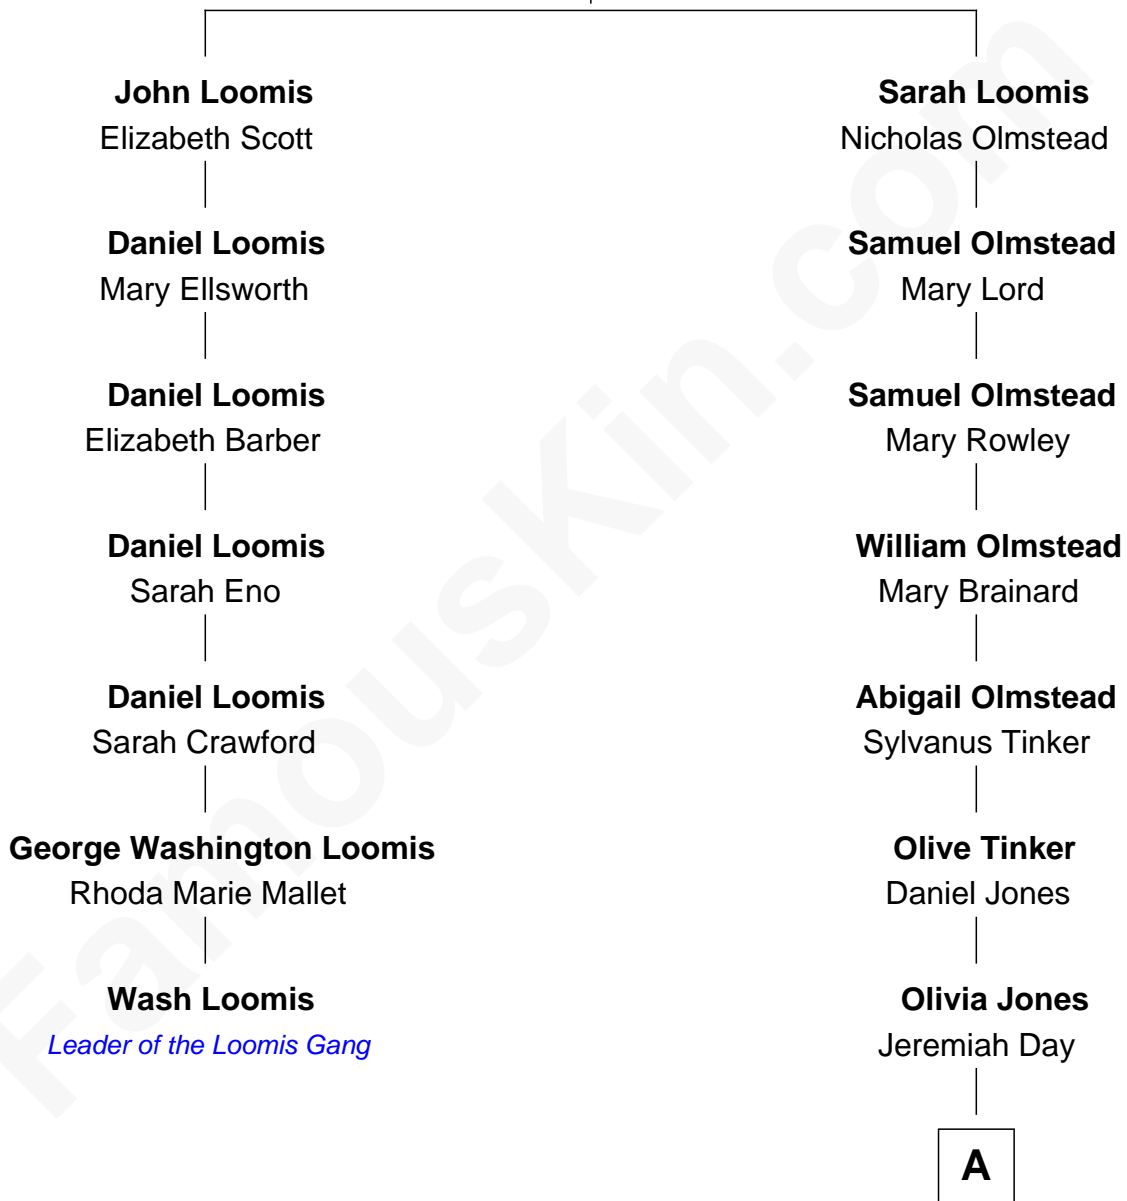 John Loomis
Elizabeth Scott
Daniel Loomis
Mary Ellsworth
Daniel Loomis
Elizabeth Barber
Daniel Loomis
Sarah Eno
Daniel Loomis
Sarah Crawford
George Washington Loomis
Rhoda Marie Mallet
Wash Loomis
Leader of the Loomis Gang
Sarah Loomis
Nicholas Olmstead
Samuel Olmstead
Mary Lord
Samuel Olmstead
Mary Rowley
William Olmstead
Mary Brainard
Abigail Olmstead
Sylvanus Tinker
Olive Tinker
Daniel Jones
Olivia Jones
Jeremiah Day
A
FamousKin.com